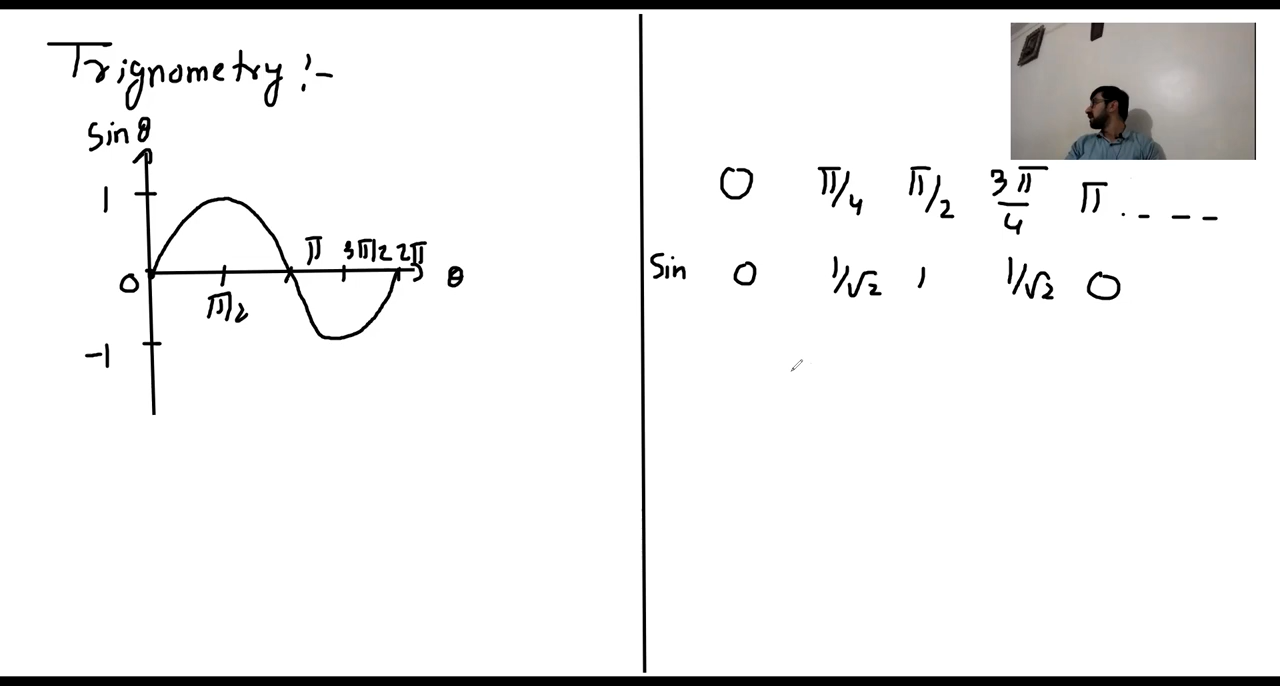 Trignometry :-
Sin θ
1
π 3π/2 2π
0 θ
π/2
-1
0 π/4 π/2 3π/4 π - - - -
Sin 0 1/√2 1 1/√2 0